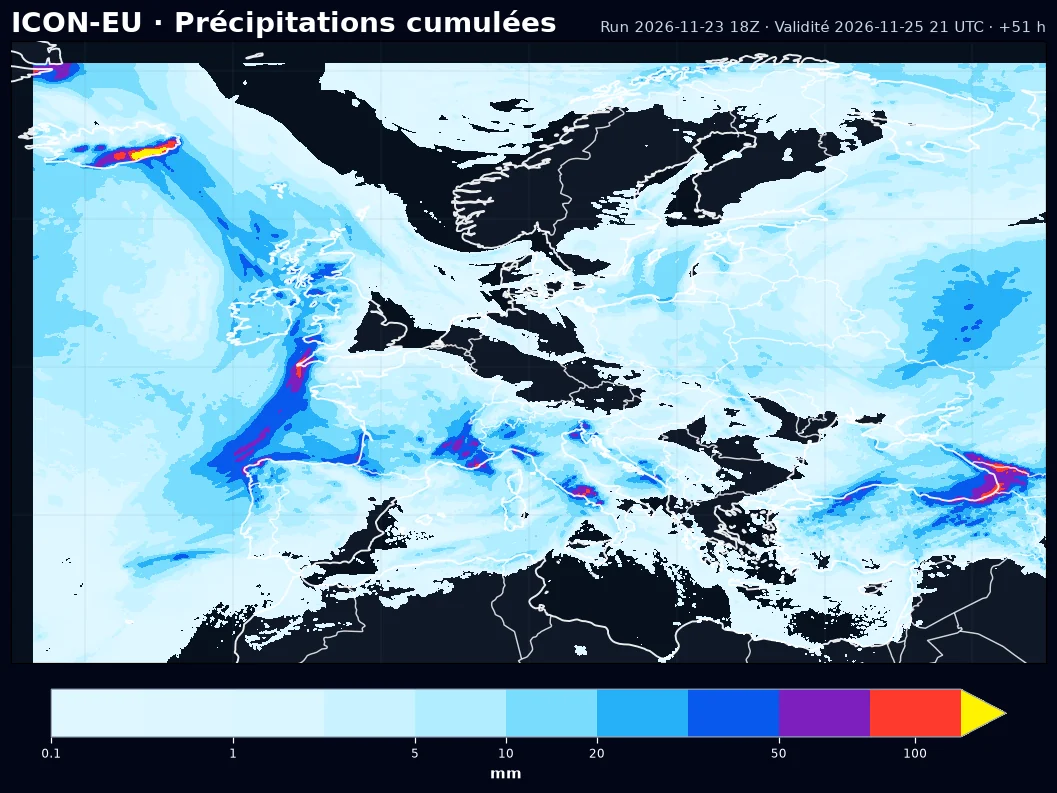 ICON-EU · Précipitations cumulées
Run 2026-11-23 18Z · Validité 2026-11-25 21 UTC · +51 h
0.1 1 5 10 20 50 100
mm